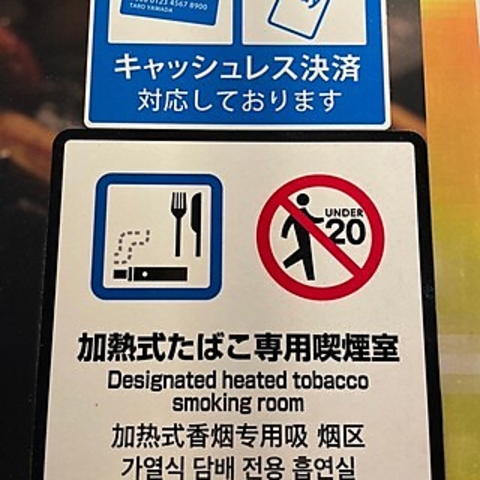 0123 4567 8900
TARO YAMADA
キャッシュレス決済
対応しております
UNDER
20
加熱式たばこ専用喫煙室
Designated heated tobacco
smoking room
加热式香烟专用吸 烟区
가열식 담배 전용 흡연실